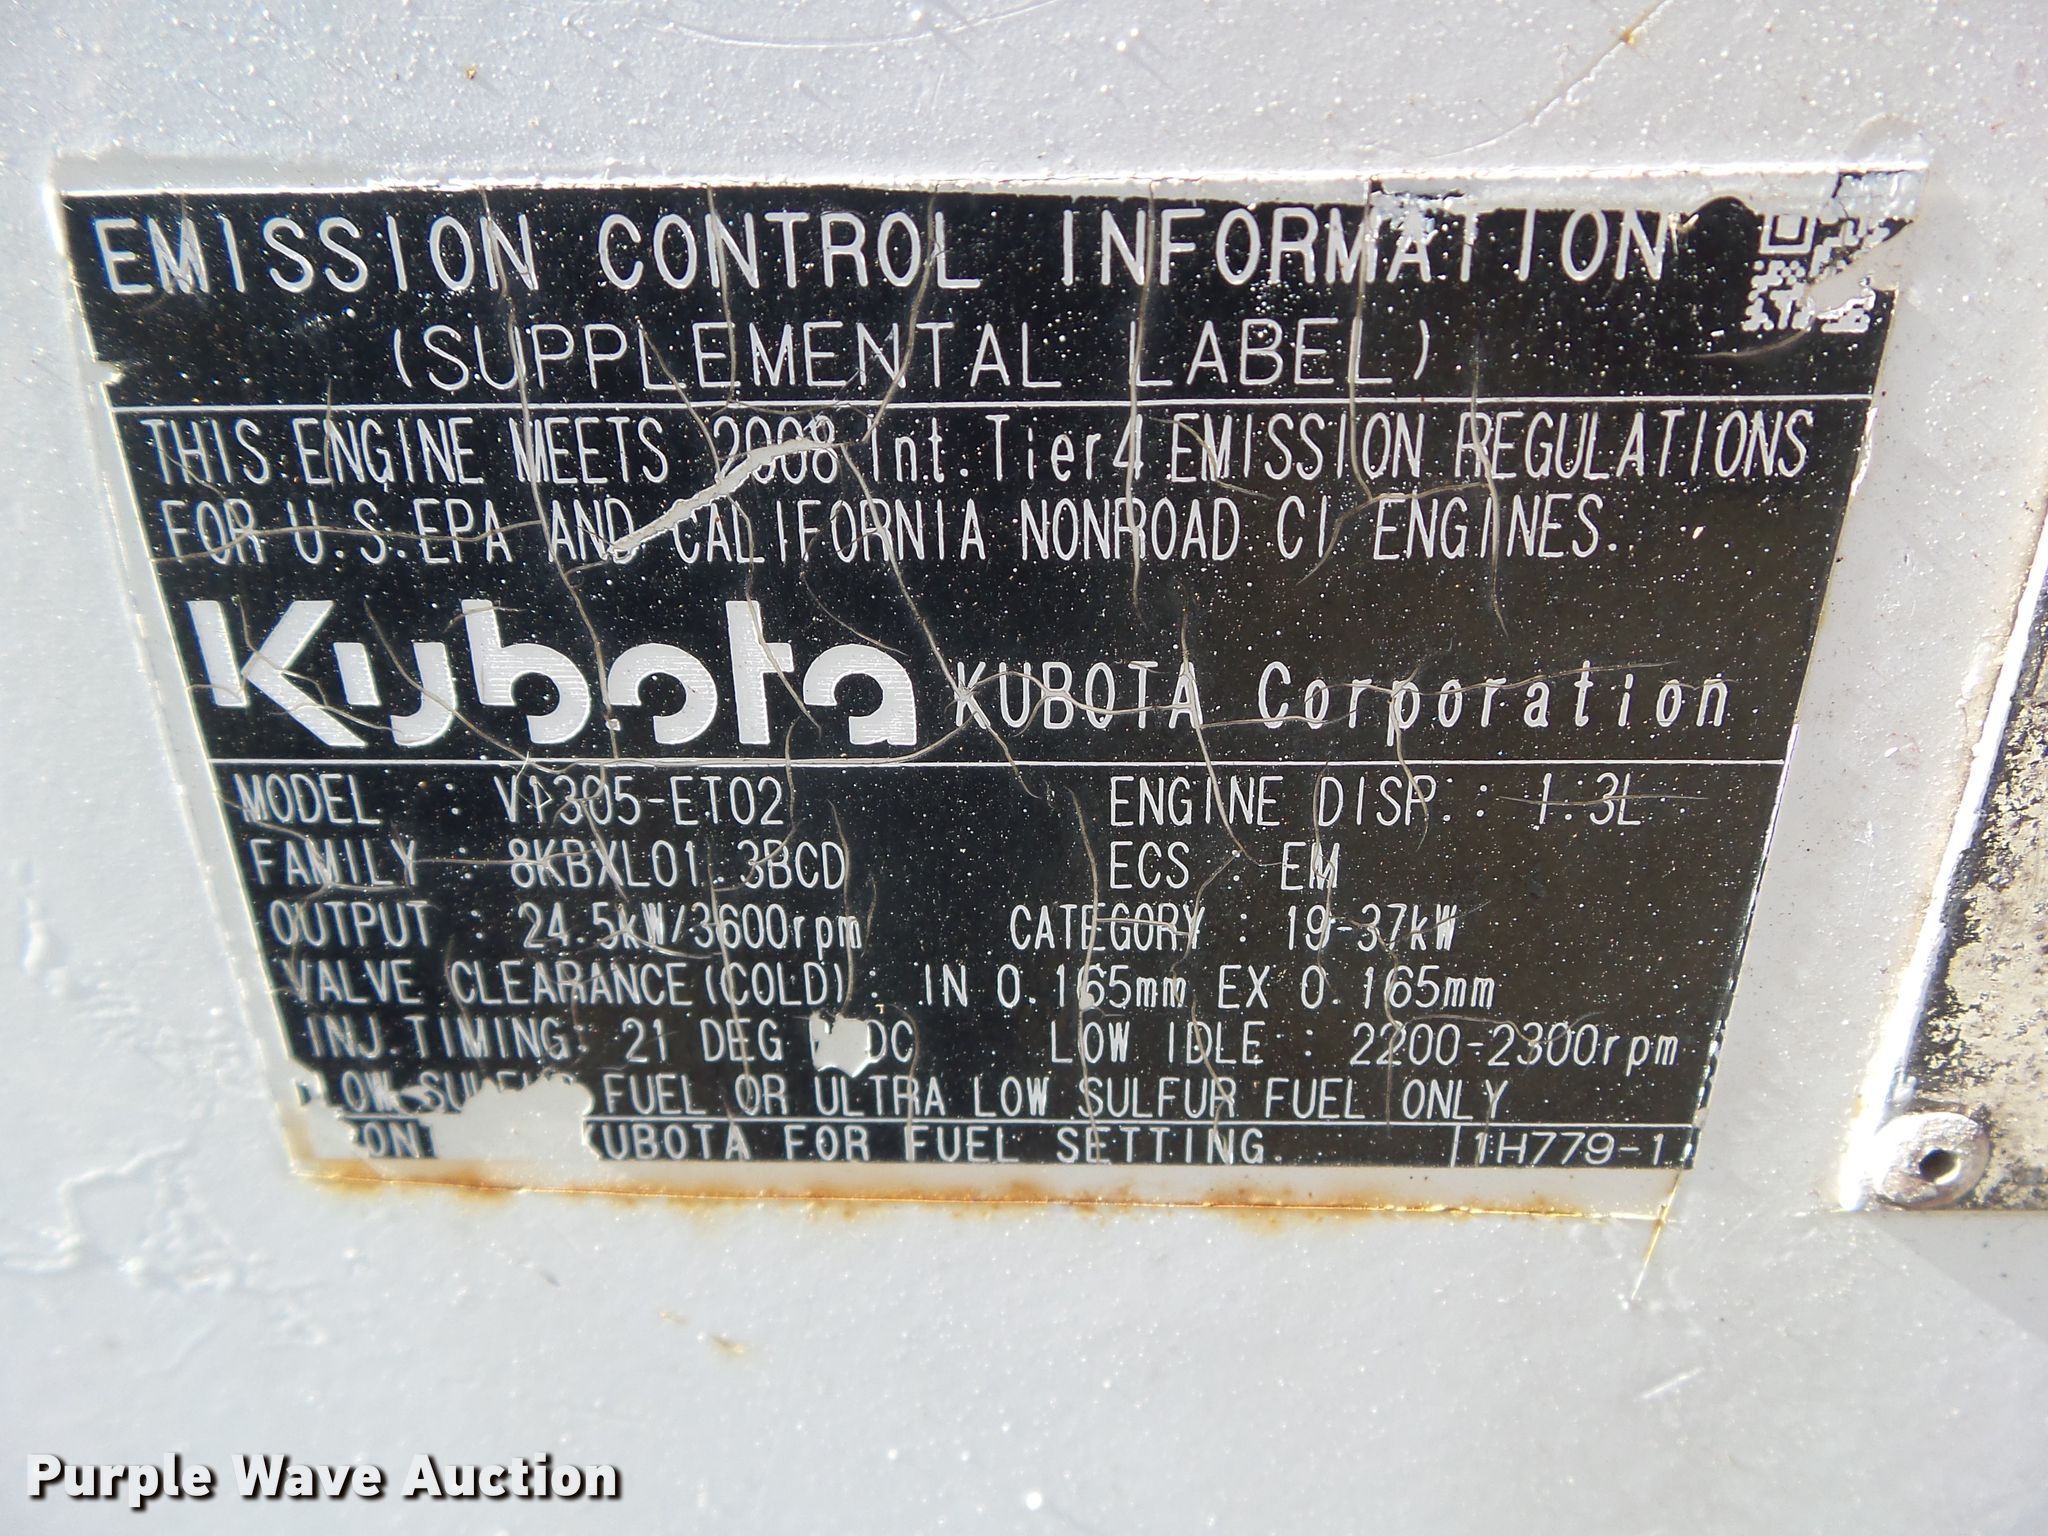 EMISSION CONTROL INFORMATION
(SUPPLEMENTAL LABEL)
THIS ENGINE MEETS 2008 Int. Tier4 EMISSION REGULATIONS
FOR U.S. EPA AND CALIFORNIA NONROAD CI ENGINES.
Kubota KUBOTA Corporation
MODEL : V1305-ET02 ENGINE DISP. : 1.3L
FAMILY : 8KBXL01.3BCD ECS : EM
OUTPUT : 24.5kW/3600rpm CATEGORY : 19-37kW
VALVE CLEARANCE(COLD): IN 0.165mm EX 0.165mm
INJ.TIMING: 21 DEG DC LOW IDLE : 2200-2300rpm
LOW SULFUR FUEL OR ULTRA LOW SULFUR FUEL ONLY
KUBOTA FOR FUEL SETTING. 1H779-1
Purple Wave Auction